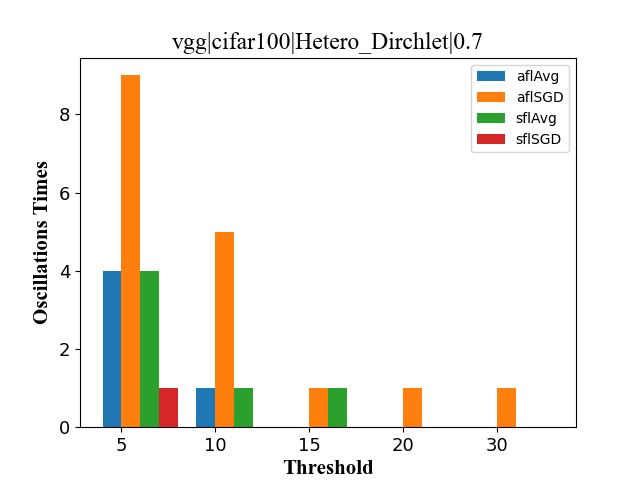 vgg|cifar100|Hetero_Dirchlet|0.7
aflAvg
aflSGD
sflAvg
sflSGD
Oscillations Times
8
6
4
2
0
5 10 15 20 30
Threshold